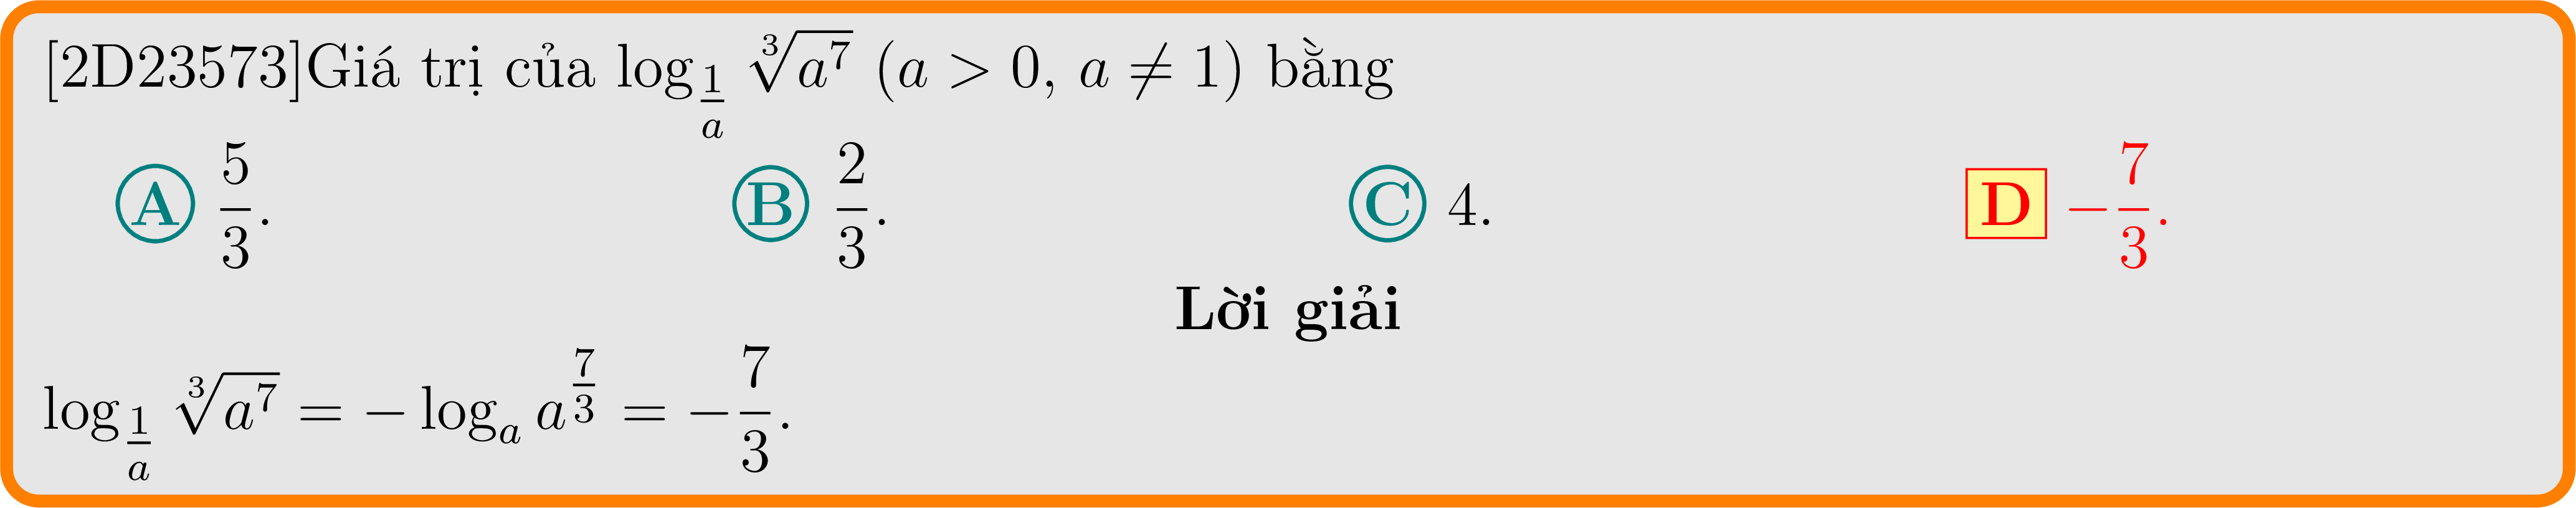 [2D23573]Giá trị của $\log_{\frac{1}{a}} \sqrt[3]{a^7}$ $(a > 0, a \neq 1)$ bằng
A $\frac{5}{3}$. B $\frac{2}{3}$. C 4. D $-\frac{7}{3}$.
Lời giải
$\log_{\frac{1}{a}} \sqrt[3]{a^7} = -\log_a a^{\frac{7}{3}} = -\frac{7}{3}$.